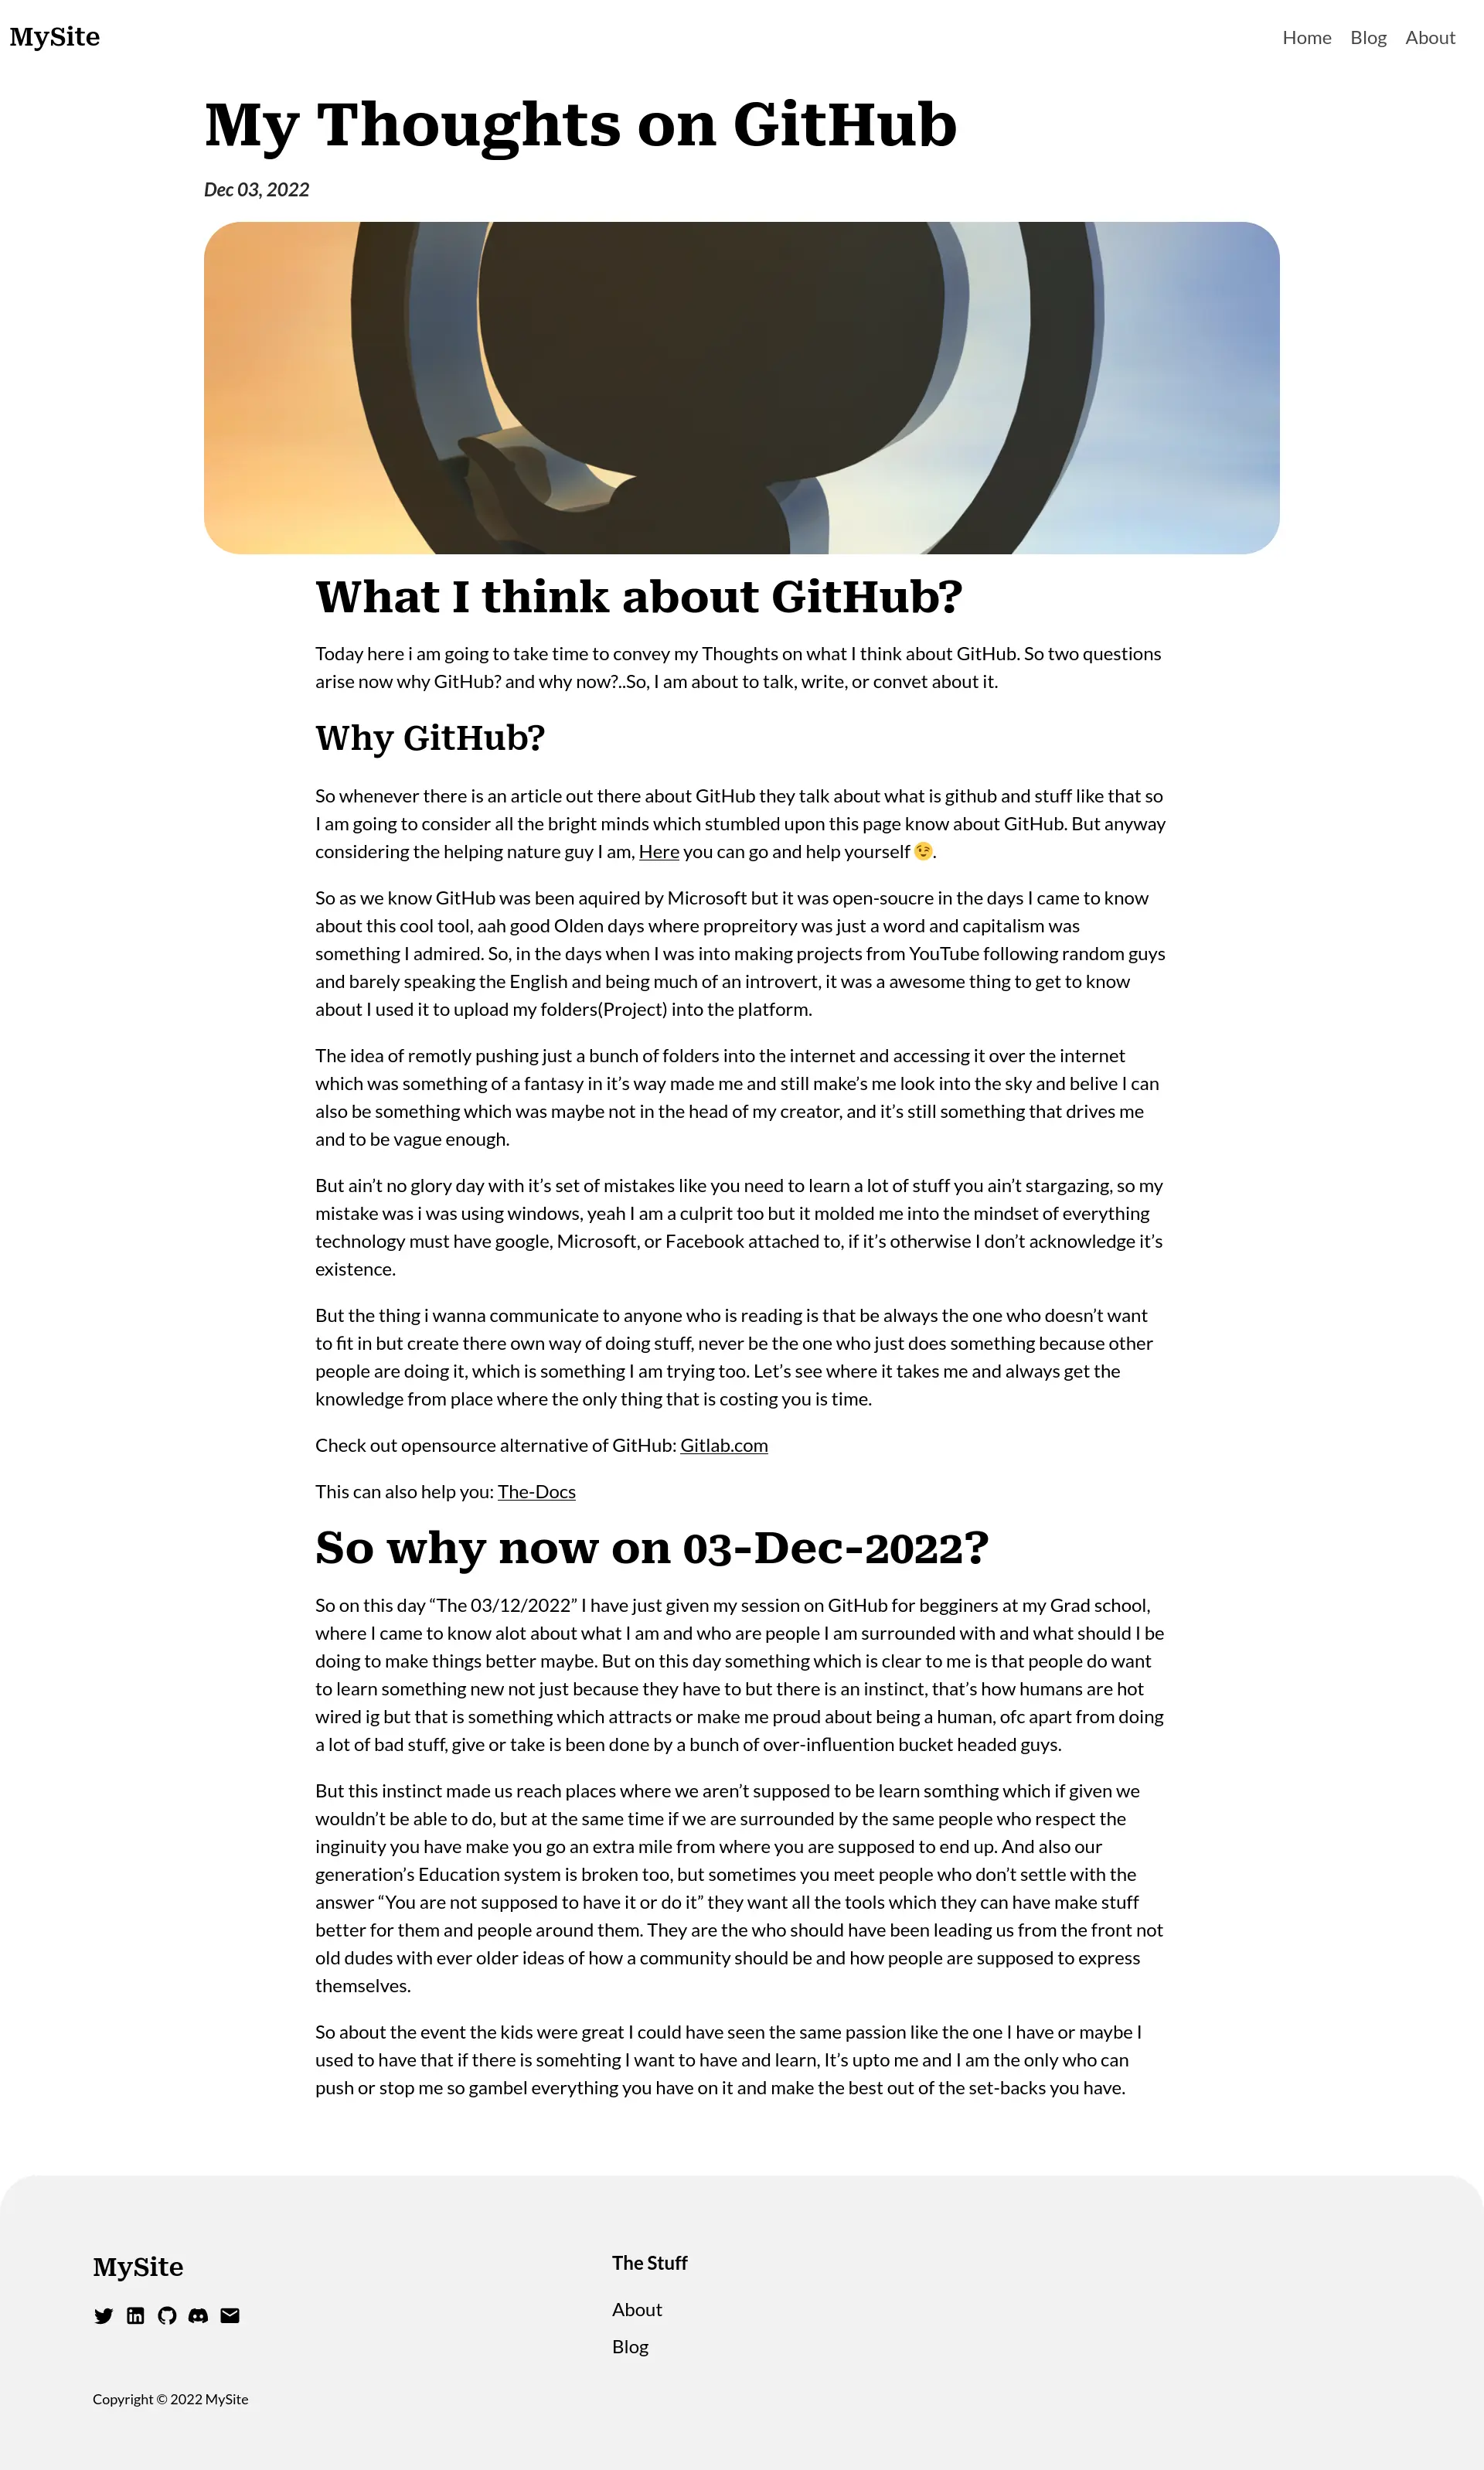 MySite
Home Blog About
My Thoughts on GitHub
Dec 03, 2022
What I think about GitHub?
Today here i am going to take time to convey my Thoughts on what I think about GitHub. So two questions
arise now why GitHub? and why now?..So, I am about to talk, write, or convet about it.
Why GitHub?
So whenever there is an article out there about GitHub they talk about what is github and stuff like that so
I am going to consider all the bright minds which stumbled upon this page know about GitHub. But anyway
considering the helping nature guy I am, Here you can go and help yourself 😉.
So as we know GitHub was been aquired by Microsoft but it was open-soucre in the days I came to know
about this cool tool, aah good Olden days where propreitory was just a word and capitalism was
something I admired. So, in the days when I was into making projects from YouTube following random guys
and barely speaking the English and being much of an introvert, it was a awesome thing to get to know
about I used it to upload my folders(Project) into the platform.
The idea of remotly pushing just a bunch of folders into the internet and accessing it over the internet
which was something of a fantasy in it’s way made me and still make’s me look into the sky and belive I can
also be something which was maybe not in the head of my creator, and it’s still something that drives me
and to be vague enough.
But ain’t no glory day with it’s set of mistakes like you need to learn a lot of stuff you ain’t stargazing, so my
mistake was i was using windows, yeah I am a culprit too but it molded me into the mindset of everything
technology must have google, Microsoft, or Facebook attached to, if it’s otherwise I don’t acknowledge it’s
existence.
But the thing i wanna communicate to anyone who is reading is that be always the one who doesn’t want
to fit in but create there own way of doing stuff, never be the one who just does something because other
people are doing it, which is something I am trying too. Let’s see where it takes me and always get the
knowledge from place where the only thing that is costing you is time.
Check out opensource alternative of GitHub: Gitlab.com
This can also help you: The-Docs
So why now on 03-Dec-2022?
So on this day “The 03/12/2022” I have just given my session on GitHub for begginers at my Grad school,
where I came to know alot about what I am and who are people I am surrounded with and what should I be
doing to make things better maybe. But on this day something which is clear to me is that people do want
to learn something new not just because they have to but there is an instinct, that’s how humans are hot
wired ig but that is something which attracts or make me proud about being a human, ofc apart from doing
a lot of bad stuff, give or take is been done by a bunch of over-influention bucket headed guys.
But this instinct made us reach places where we aren’t supposed to be learn somthing which if given we
wouldn’t be able to do, but at the same time if we are surrounded by the same people who respect the
inginuity you have make you go an extra mile from where you are supposed to end up. And also our
generation’s Education system is broken too, but sometimes you meet people who don’t settle with the
answer “You are not supposed to have it or do it” they want all the tools which they can have make stuff
better for them and people around them. They are the who should have been leading us from the front not
old dudes with ever older ideas of how a community should be and how people are supposed to express
themselves.
So about the event the kids were great I could have seen the same passion like the one I have or maybe I
used to have that if there is somehting I want to have and learn, It’s upto me and I am the only who can
push or stop me so gambel everything you have on it and make the best out of the set-backs you have.
MySite
The Stuff
About
Blog
Copyright © 2022 MySite